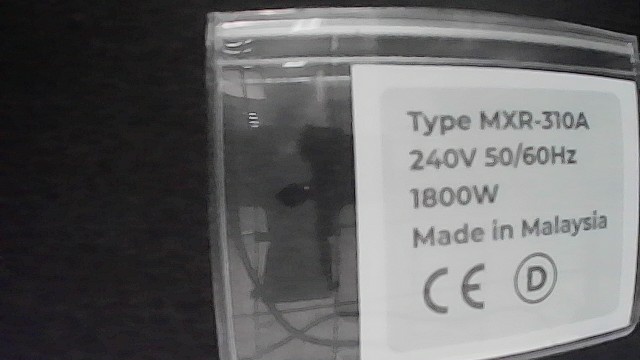 Type MXR-310A
240V 50/60Hz
1800W
Made in Malaysia
CE D